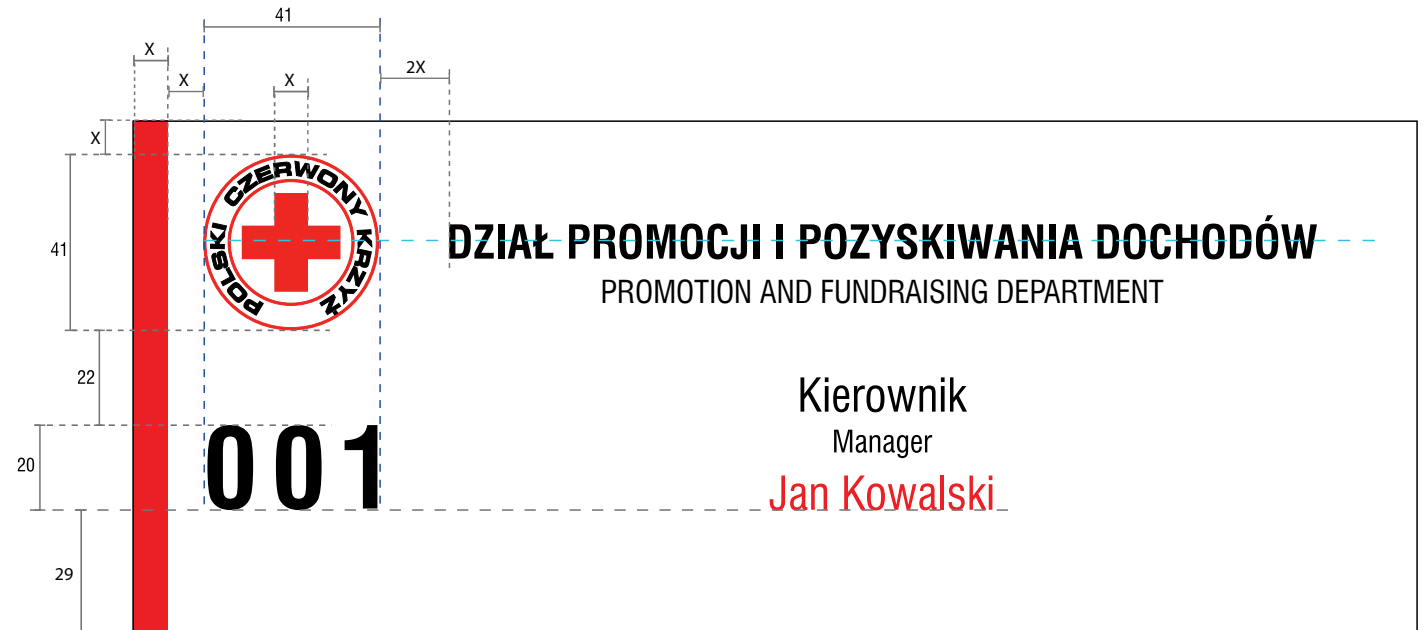 41
X
X
X
2X
X
POLSKI CZERWONY KRZYŻ
41
DZIAŁ PROMOCJI I POZYSKIWANIA DOCHODÓW
PROMOTION AND FUNDRAISING DEPARTMENT
22
Kierownik
Manager
20
001
Jan Kowalski
29